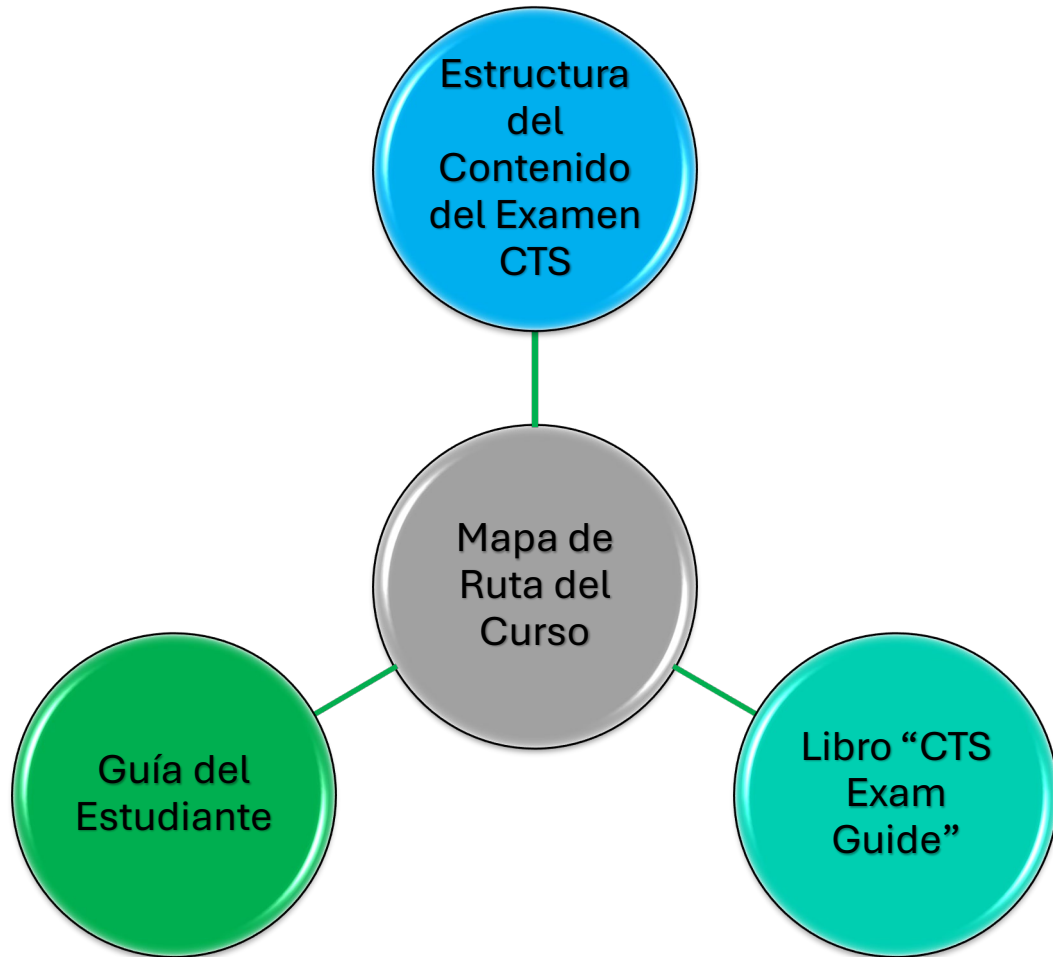 Estructura
del
Contenido
del Examen
CTS
Mapa de
Ruta del
Curso
Guía del
Estudiante
Libro “CTS
Exam
Guide”